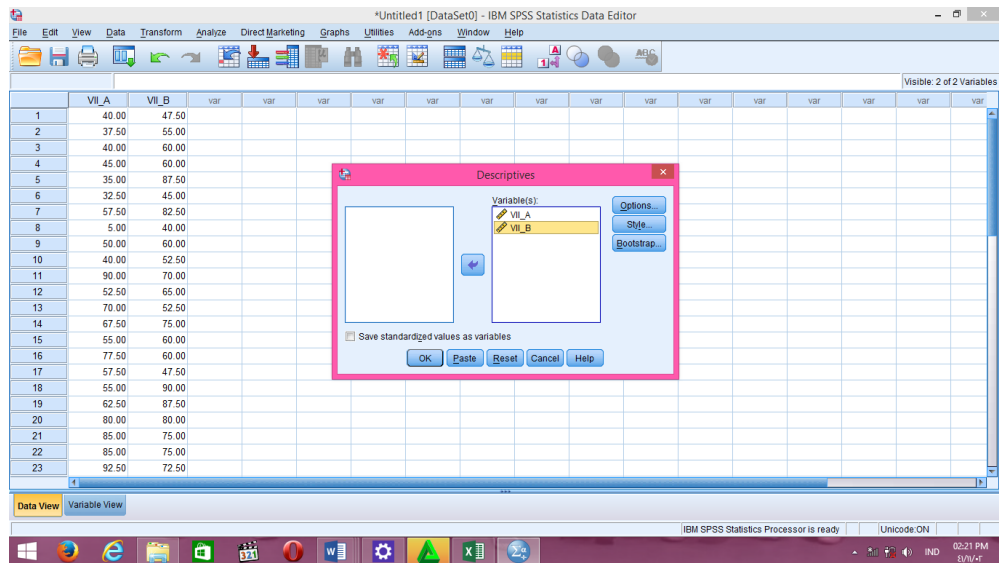 *Untitled1 [DataSet0] - IBM SPSS Statistics Data Editor
File Edit View Data Transform Analyze Direct Marketing Graphs Utilities Add-ons Window Help
Visible: 2 of 2 Variables
VII_A VII_B var var var var var var var var var var var var var var var
1 40.00 47.50
2 37.50 55.00
3 40.00 60.00
4 45.00 60.00
5 35.00 87.50
6 32.50 45.00
7 57.50 82.50
8 5.00 40.00
9 50.00 60.00
10 40.00 52.50
11 90.00 70.00
12 52.50 65.00
13 70.00 52.50
14 67.50 75.00
15 55.00 60.00
16 77.50 60.00
17 57.50 47.50
18 55.00 90.00
19 62.50 87.50
20 80.00 80.00
21 85.00 75.00
22 85.00 75.00
23 92.50 72.50
Descriptives
Variable(s):
VII_A
VII_B
Options...
Style...
Bootstrap...
Save standardized values as variables
OK Paste Reset Cancel Help
Data View Variable View
IBM SPSS Statistics Processor is ready Unicode:ON
321
IND
02:21 PM